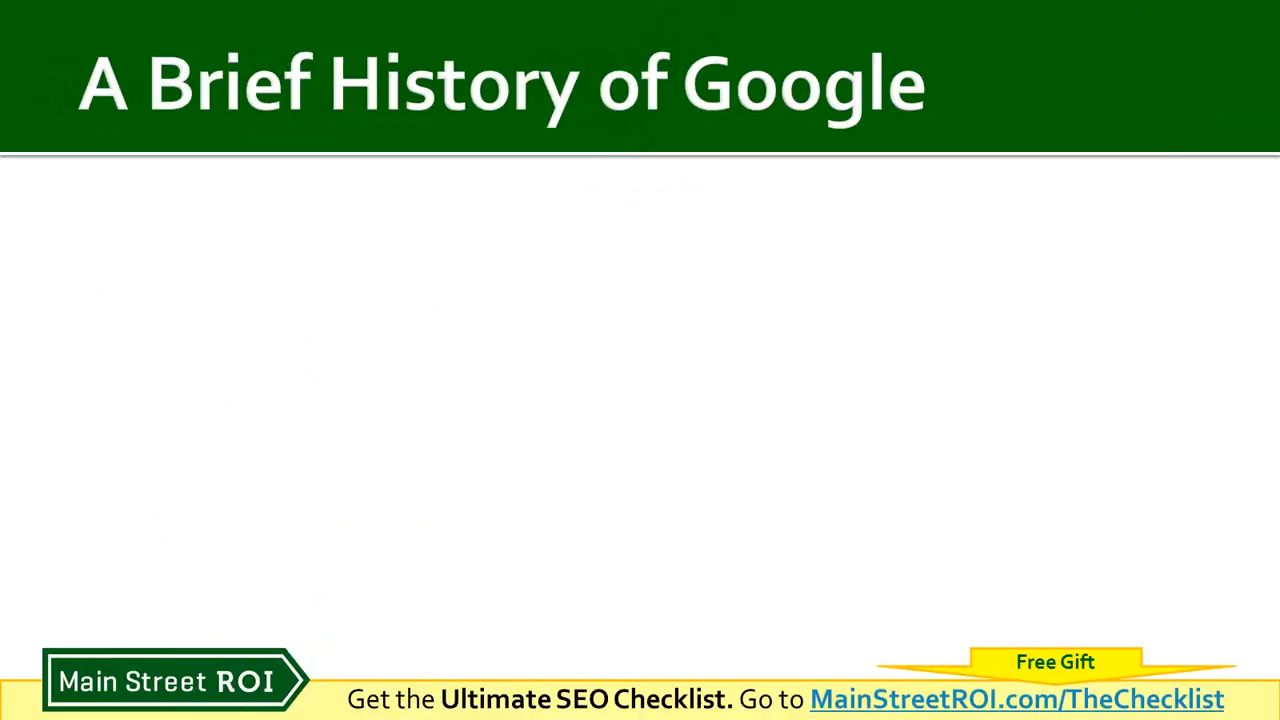 A Brief History of Google
Free Gift
Main Street ROI
Get the Ultimate SEO Checklist. Go to MainStreetROI.com/TheChecklist